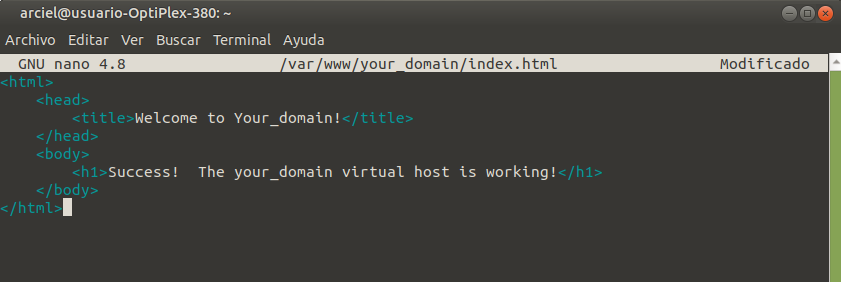 arciel@usuario-OptiPlex-380: ~
Archivo Editar Ver Buscar Terminal Ayuda
GNU nano 4.8 /var/www/your_domain/index.html Modificado
<html>
    <head>
        <title>Welcome to Your_domain!</title>
    </head>
    <body>
        <h1>Success!  The your_domain virtual host is working!</h1>
    </body>
</html>